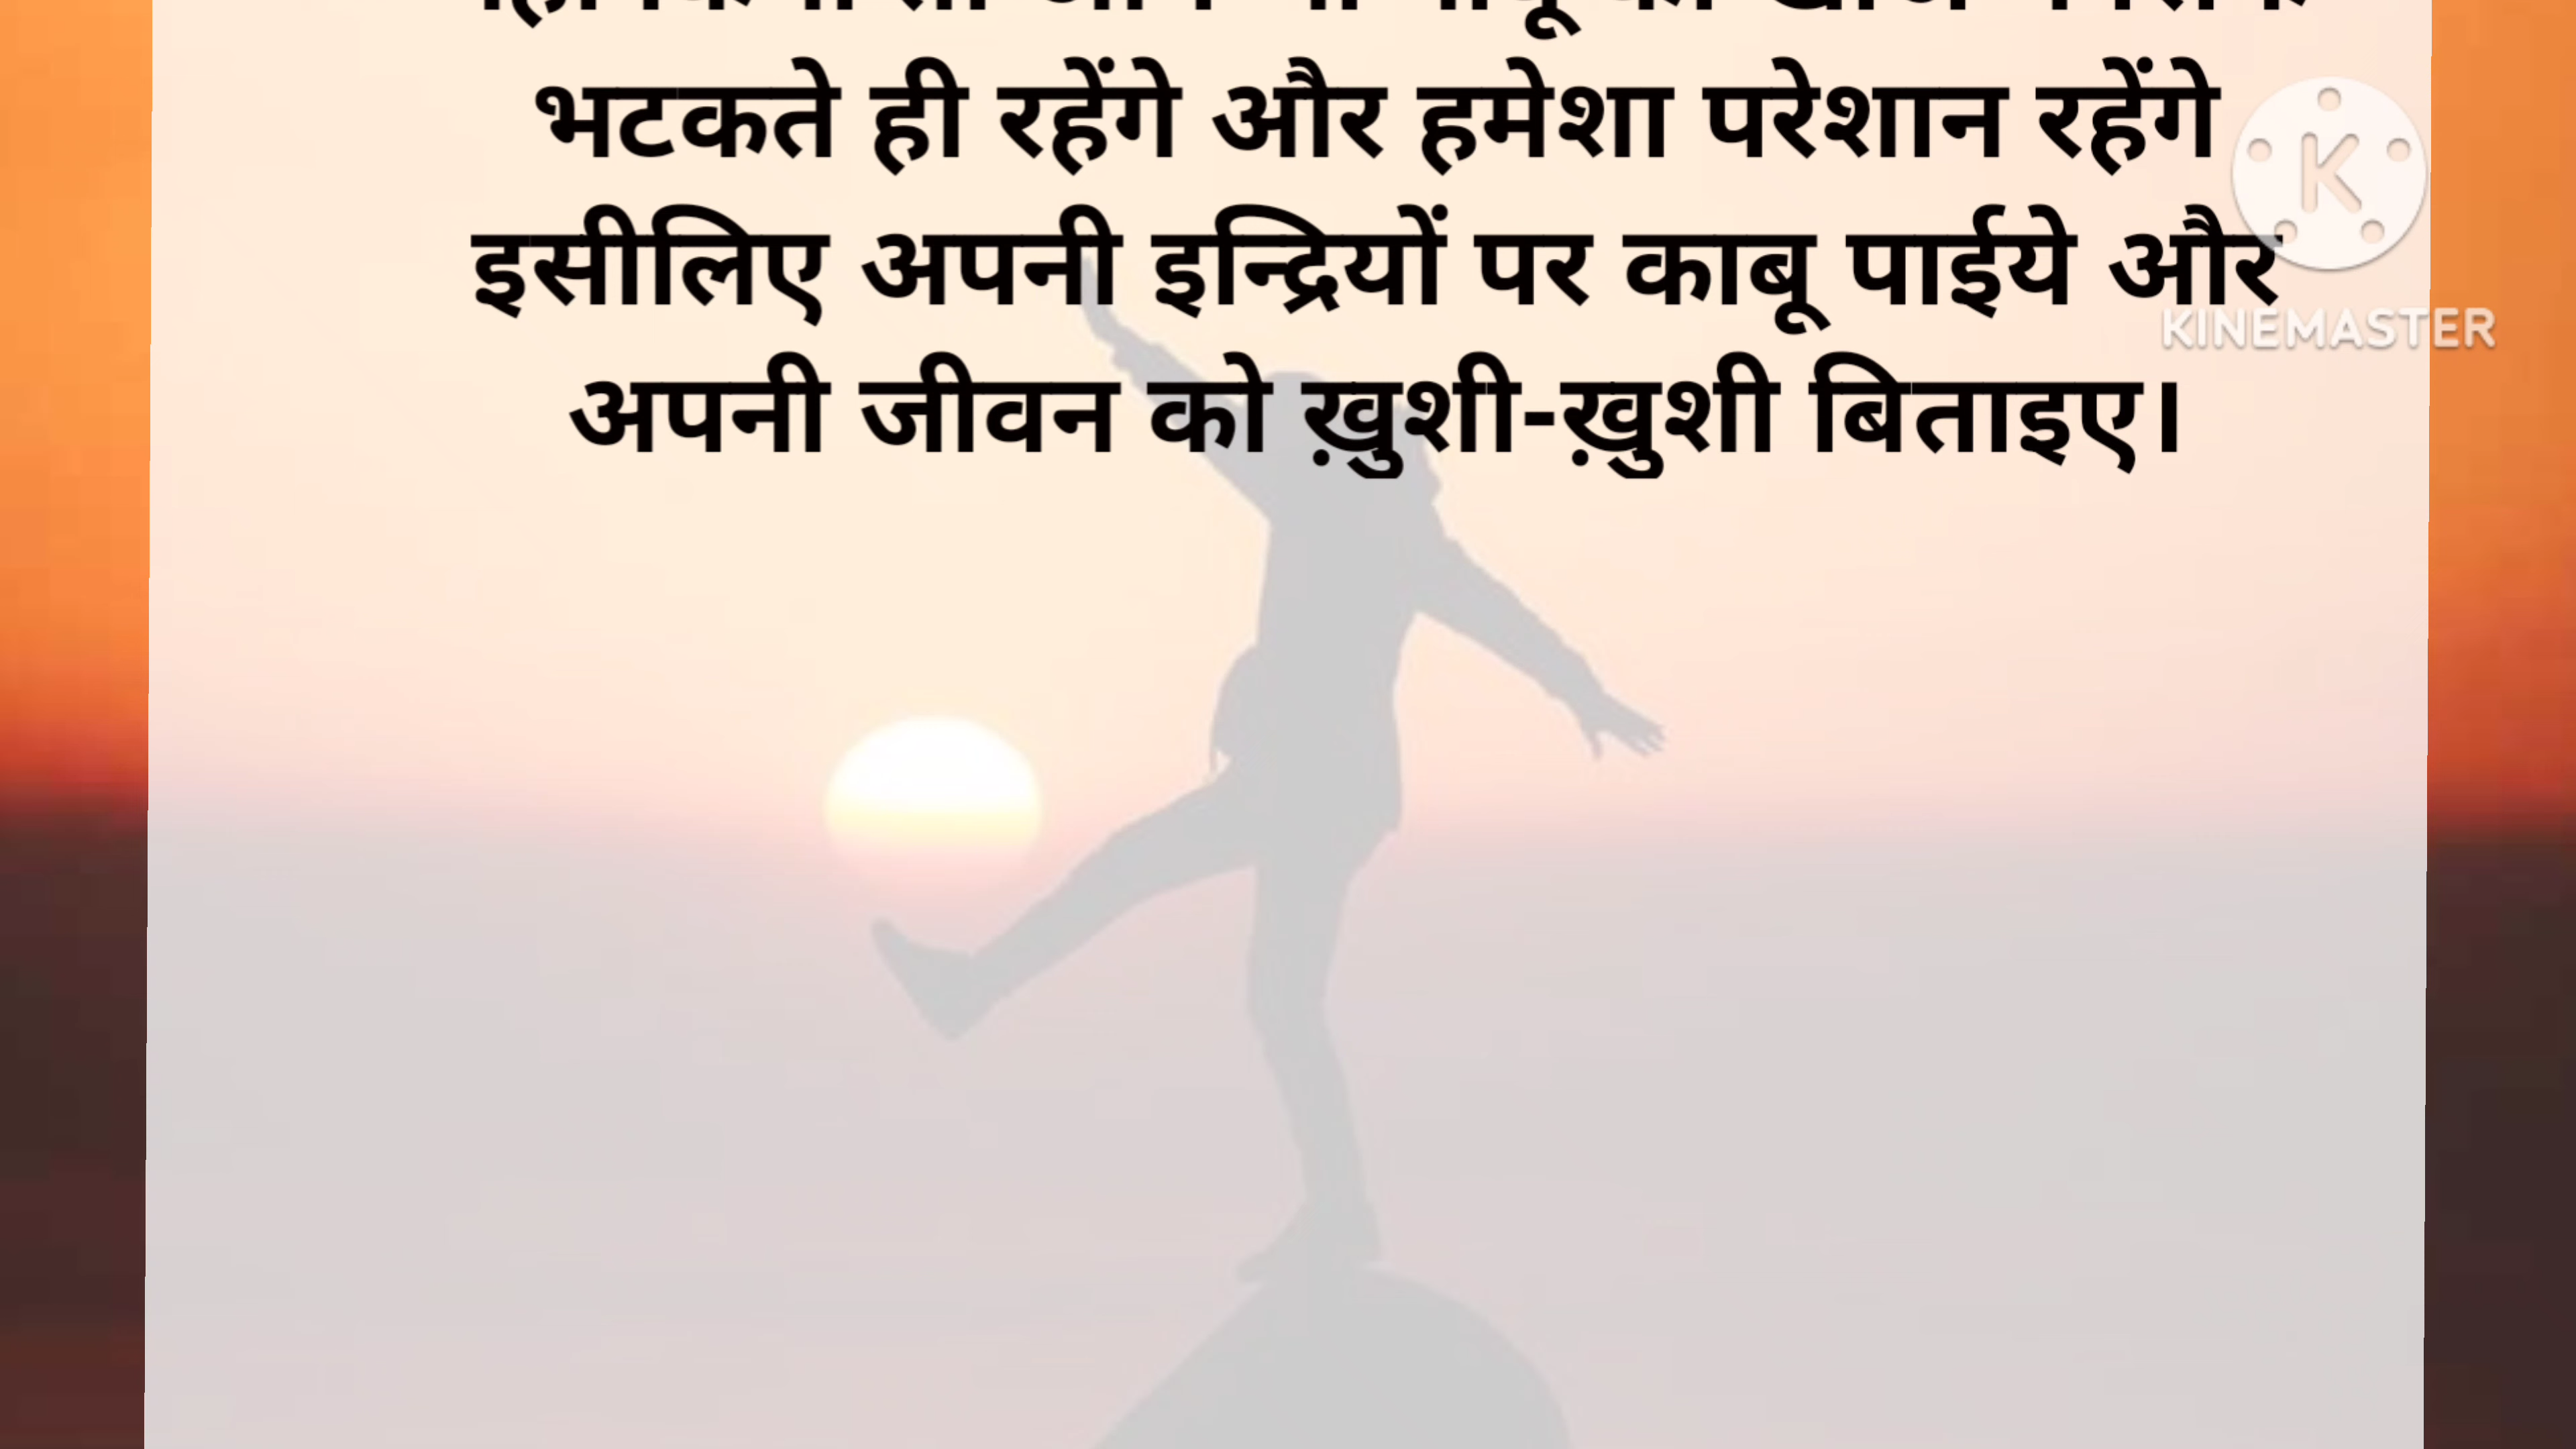 भटकते ही रहेंगे और हमेशा परेशान रहेंगे
इसीलिए अपनी इन्द्रियों पर काबू पाईये और
अपनी जीवन को ख़ुशी-ख़ुशी बिताइए।
K
KINEMASTER